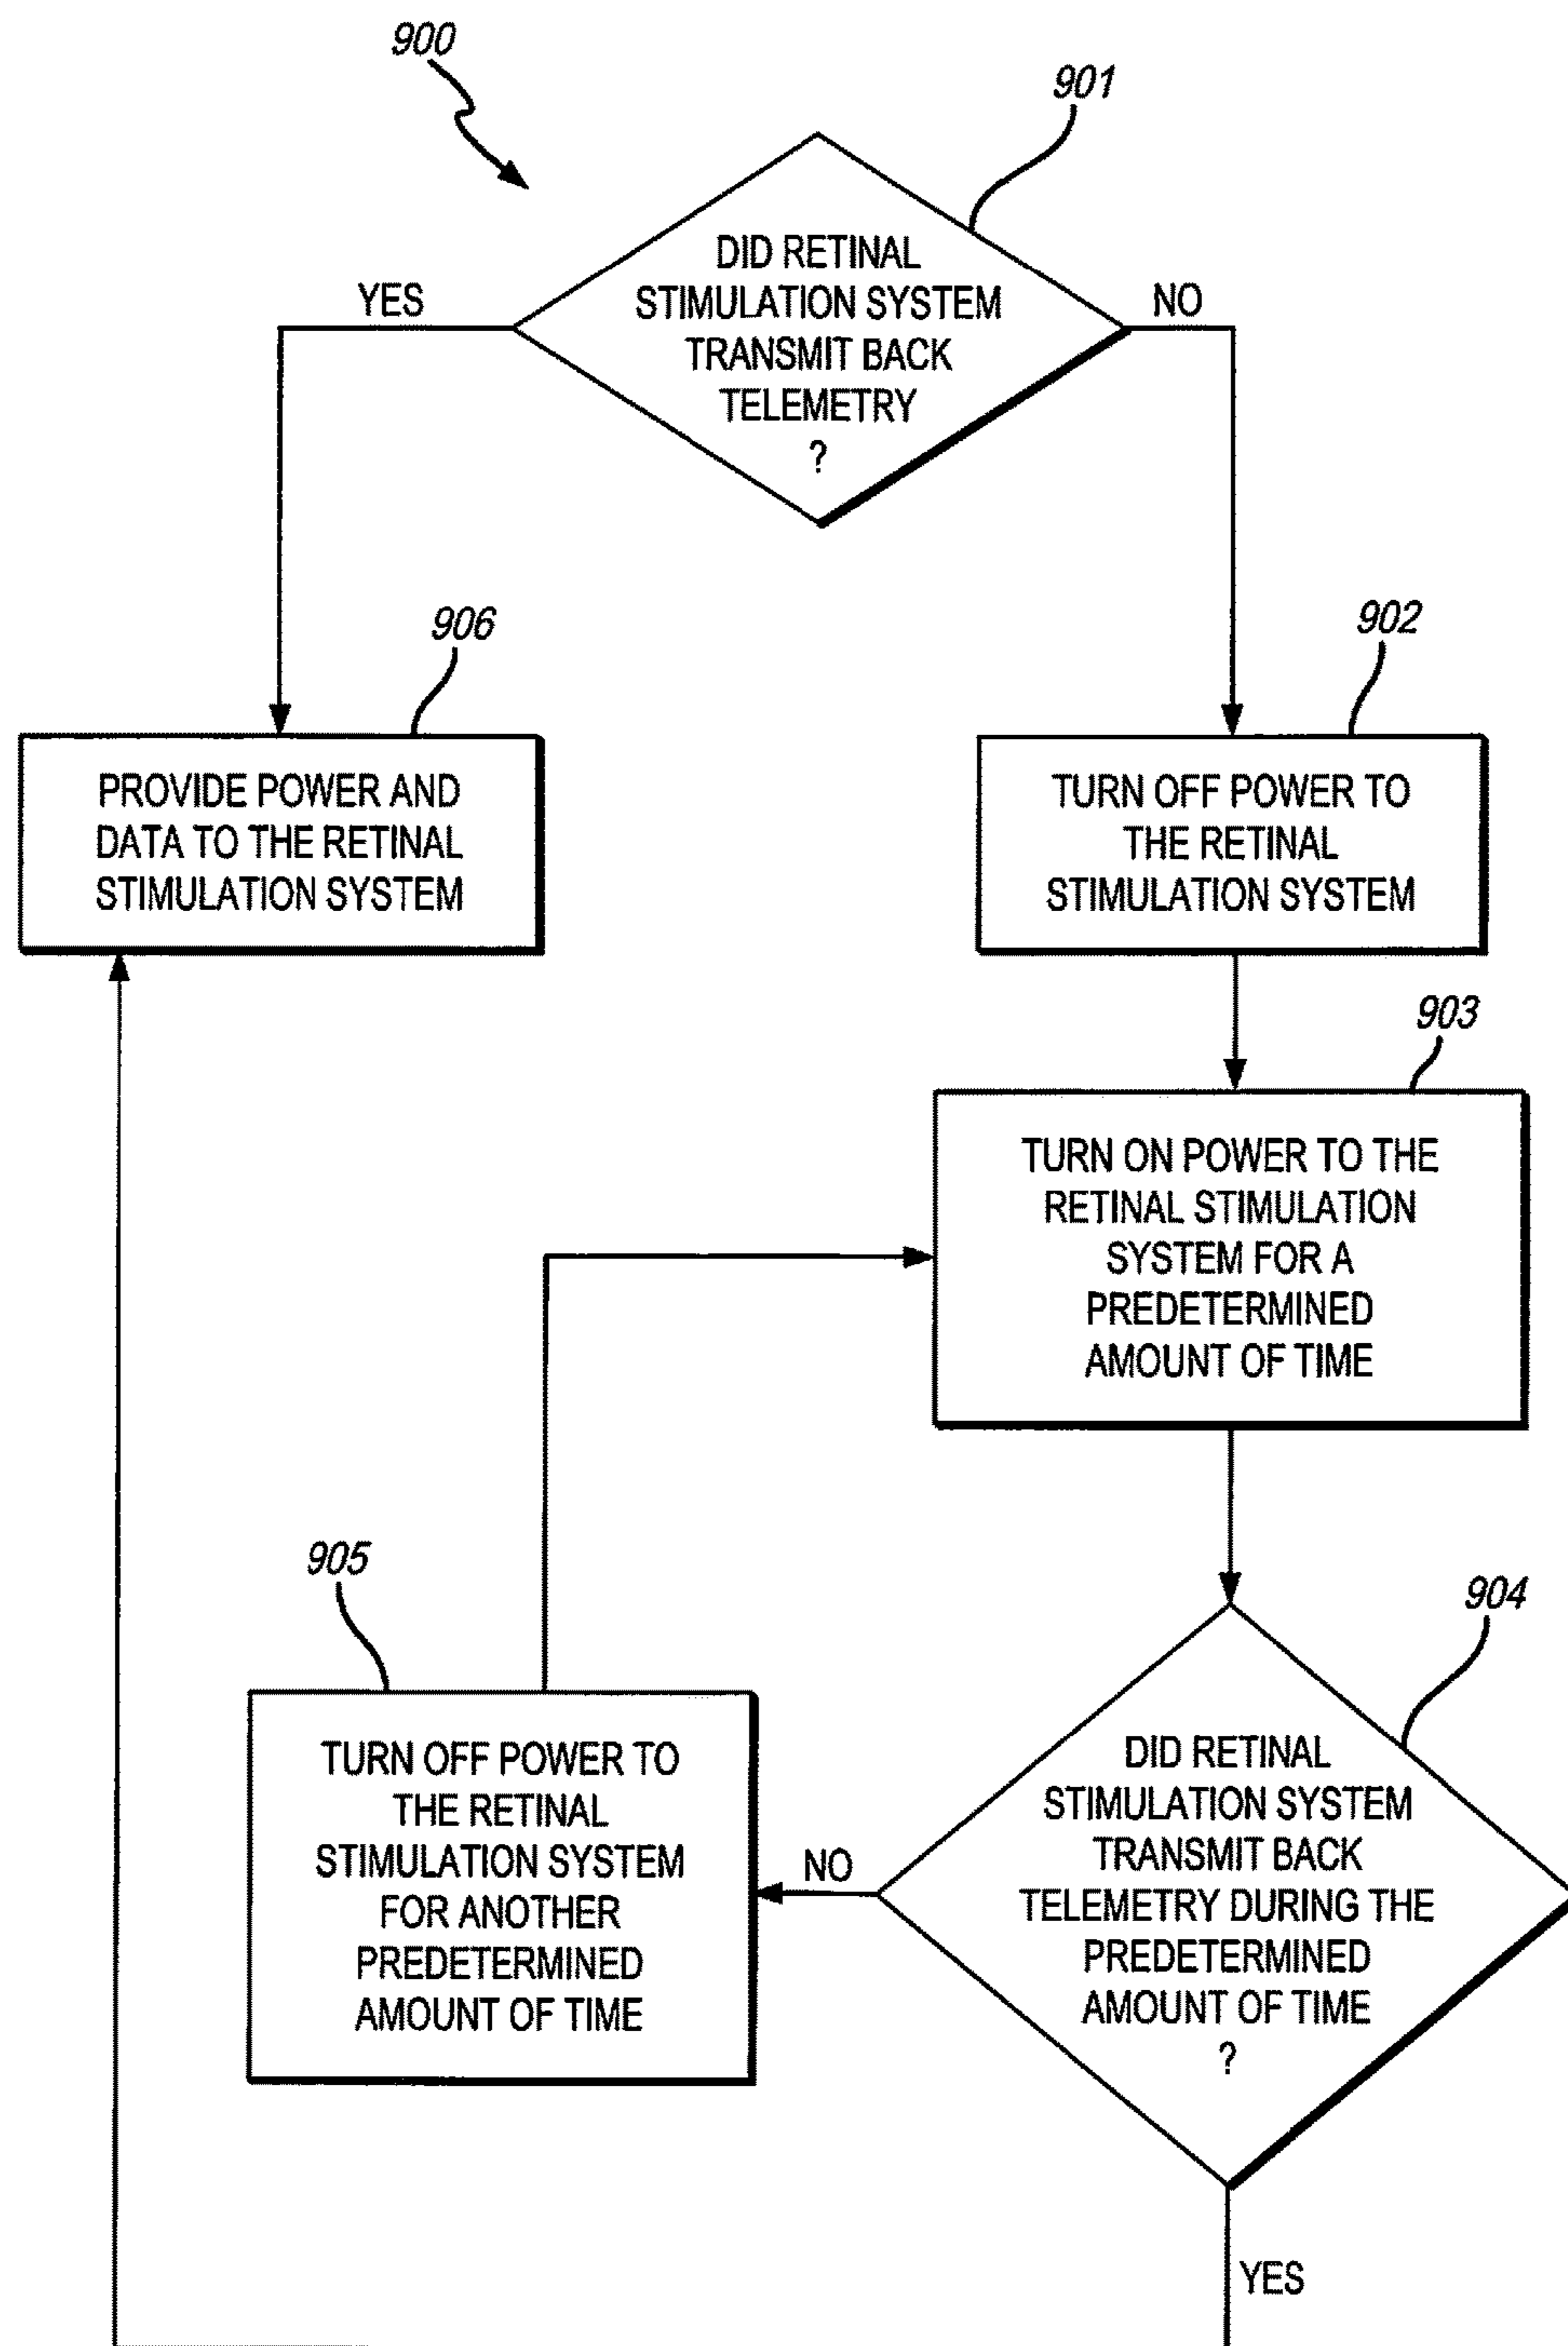 900
901
DID RETINAL
STIMULATION SYSTEM
TRANSMIT BACK
TELEMETRY
?
YES
NO
906
PROVIDE POWER AND
DATA TO THE RETINAL
STIMULATION SYSTEM
902
TURN OFF POWER TO
THE RETINAL
STIMULATION SYSTEM
903
TURN ON POWER TO THE
RETINAL STIMULATION
SYSTEM FOR A
PREDETERMINED
AMOUNT OF TIME
904
DID RETINAL
STIMULATION SYSTEM
TRANSMIT BACK
TELEMETRY DURING THE
PREDETERMINED
AMOUNT OF TIME
?
NO
905
TURN OFF POWER TO
THE RETINAL
STIMULATION SYSTEM
FOR ANOTHER
PREDETERMINED
AMOUNT OF TIME
YES